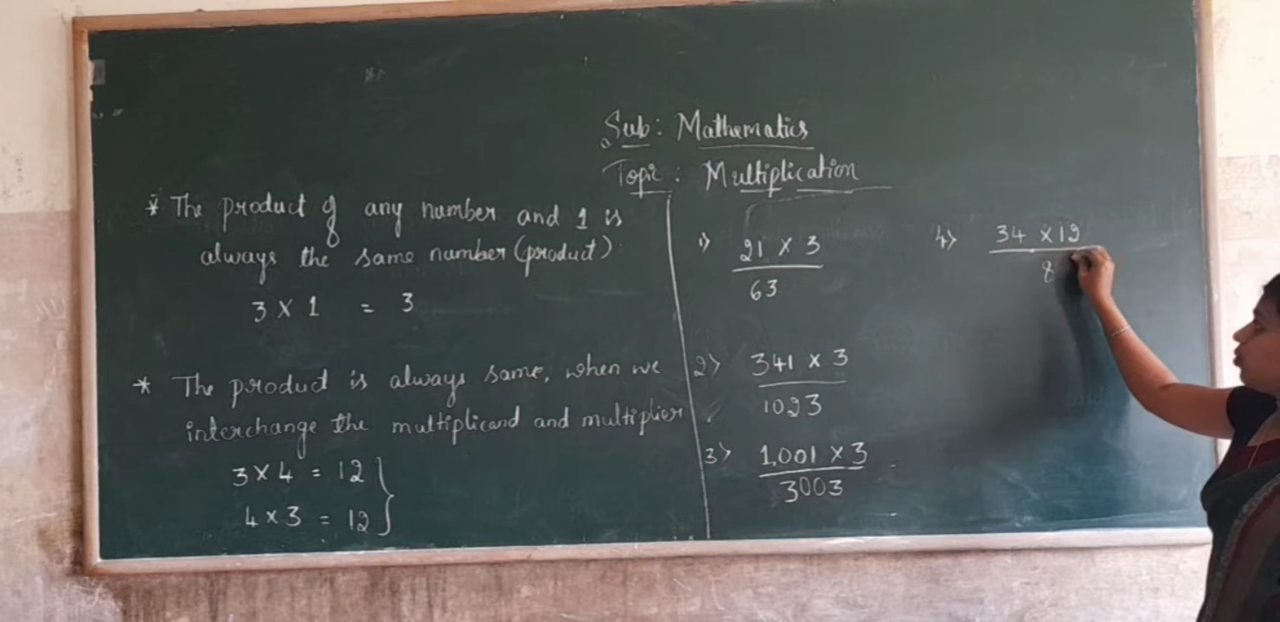 Sub: Mathematics
Topic: Multiplication
* The product of any number and 1 is
always the same number (product)
3 X 1 = 3
* The product is always same, when we
interchange the multiplicand and multiplier.
3 X 4 = 12
4 X 3 = 12
1> 21 X 3
63
2> 341 X 3
1023
3> 1,001 X 3
3003
4> 34 X 12
8